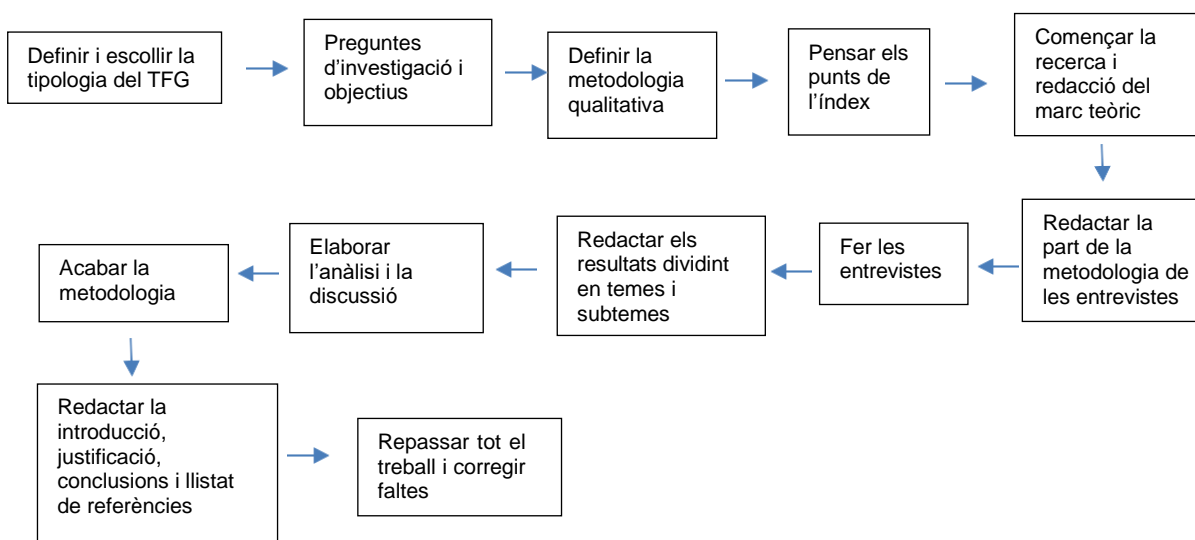 Definir i escollir la
tipologia del TFG
Preguntes
d’investigació i
objectius
Definir la
metodologia
qualitativa
Pensar els
punts de
l’índex
Començar la
recerca i
redacció del
marc teòric
Redactar la
part de la
metodologia de
les entrevistes
Fer les
entrevistes
Redactar els
resultats dividint
en temes i
subtemes
Elaborar
l’anàlisi i la
discussió
Acabar la
metodologia
Redactar la
introducció,
justificació,
conclusions i llistat
de referències
Repassar tot el
treball i corregir
faltes